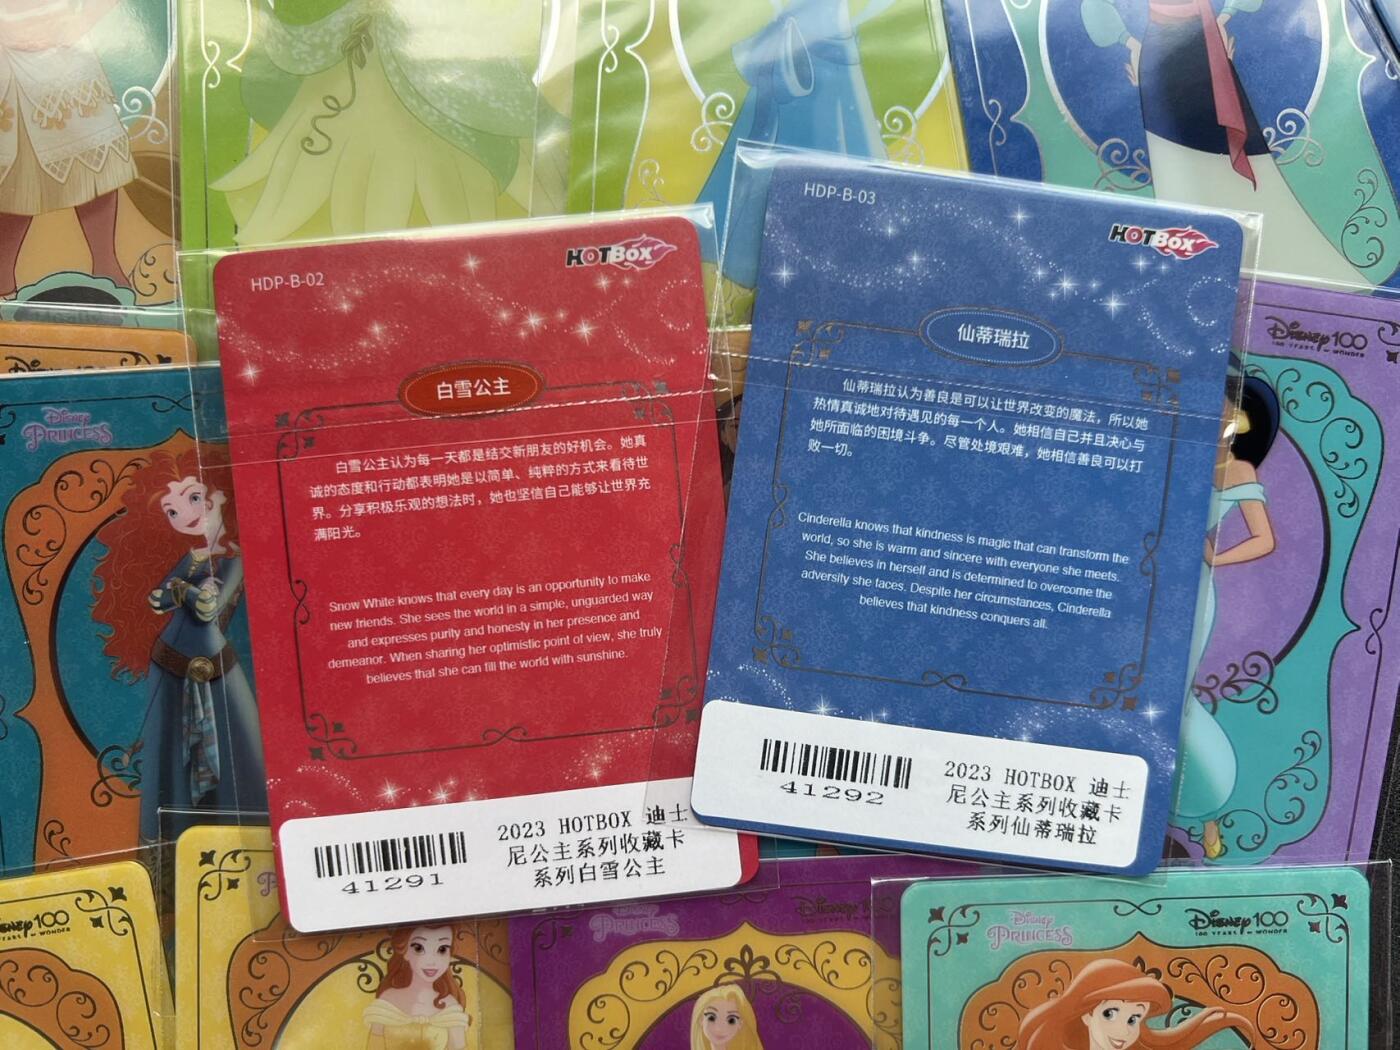 HDP-B-02
HOTBOX
白雪公主
白雪公主认为每一天都是结交新朋友的好机会。她真
诚的态度和行动都表明她是以简单、纯粹的方式来看待世
界。分享积极乐观的想法时，她也坚信自己能够让世界充
满阳光。
Snow White knows that every day is an opportunity to make
new friends. She sees the world in a simple, unguarded way
and expresses purity and honesty in her presence and
demeanor. When sharing her optimistic point of view, she truly
believes that she can fill the world with sunshine.
41291
2023 HOTBOX 迪士
尼公主系列收藏卡
系列白雪公主
HDP-B-03
HOTBOX
仙蒂瑞拉
仙蒂瑞拉认为善良是可以让世界改变的魔法，所以她
热情真诚地对待遇见的每一个人。她相信自己并且决心与
她所面临的困境斗争。尽管处境艰难，她相信善良可以打
败一切。
Cinderella knows that kindness is magic that can transform the
world, so she is warm and sincere with everyone she meets.
She believes in herself and is determined to overcome the
adversity she faces. Despite her circumstances, Cinderella
believes that kindness conquers all.
41292
2023 HOTBOX 迪士
尼公主系列收藏卡
系列仙蒂瑞拉
Disney 100
100 YEARS of WONDER
Disney
PRINCESS
Disney 100
YEARS of WONDER
Disney
PRINCESS
Disney 100
100 YEARS of WONDER